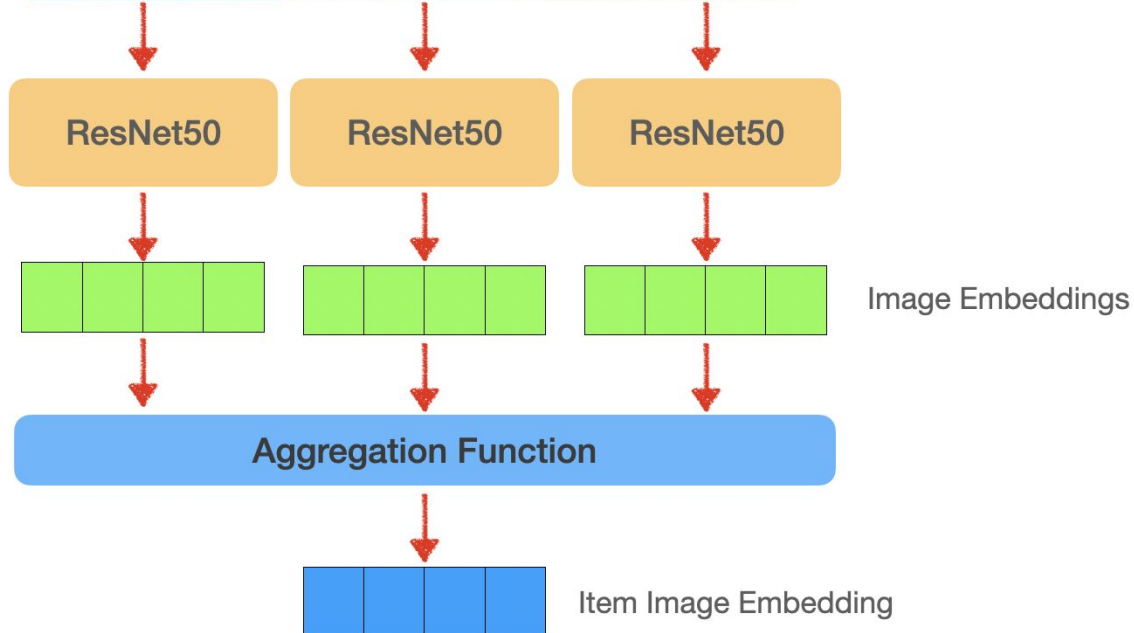 ResNet50
ResNet50
ResNet50
Image Embeddings
Aggregation Function
Item Image Embedding